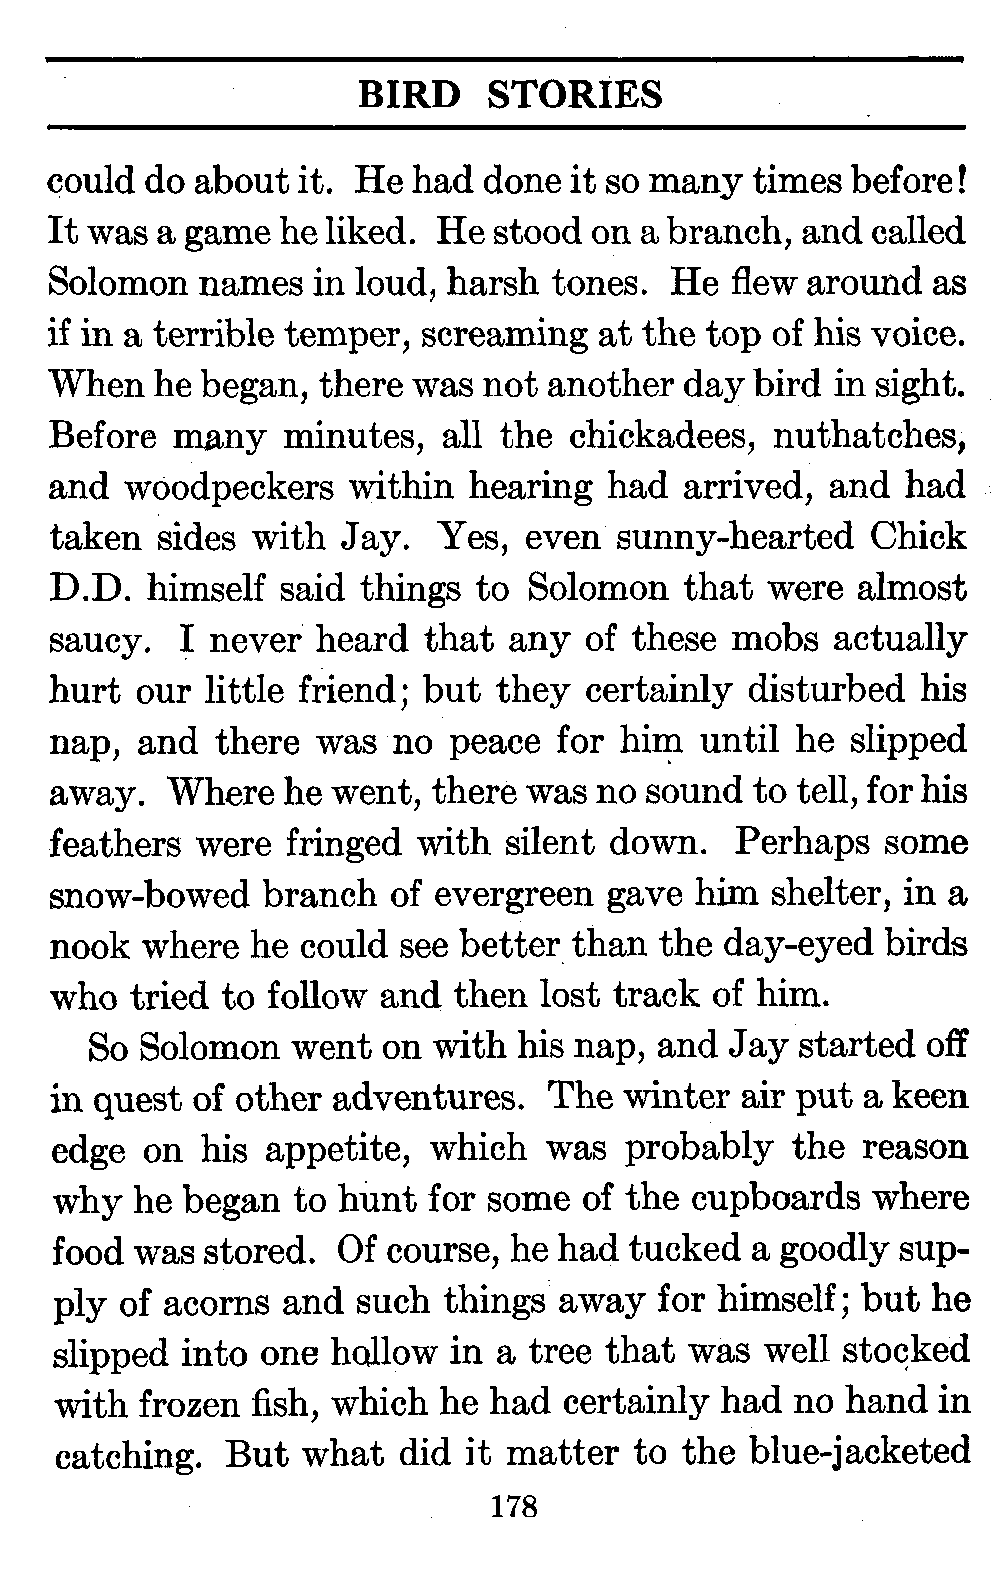 BIRD STORIES
could do about it. He had done it so many times before!
It was a game he liked. He stood on a branch, and called
Solomon names in loud, harsh tones. He flew around as
if in a terrible temper, screaming at the top of his voice.
When he began, there was not another day bird in sight.
Before many minutes, all the chickadees, nuthatches,
and woodpeckers within hearing had arrived, and had
taken sides with Jay. Yes, even sunny-hearted Chick
D.D. himself said things to Solomon that were almost
saucy. I never heard that any of these mobs actually
hurt our little friend; but they certainly disturbed his
nap, and there was no peace for him until he slipped
away. Where he went, there was no sound to tell, for his
feathers were fringed with silent down. Perhaps some
snow-bowed branch of evergreen gave him shelter, in a
nook where he could see better than the day-eyed birds
who tried to follow and then lost track of him.
So Solomon went on with his nap, and Jay started off
in quest of other adventures. The winter air put a keen
edge on his appetite, which was probably the reason
why he began to hunt for some of the cupboards where
food was stored. Of course, he had tucked a goodly sup-
ply of acorns and such things away for himself; but he
slipped into one hollow in a tree that was well stocked
with frozen fish, which he had certainly had no hand in
catching. But what did it matter to the blue-jacketed
178